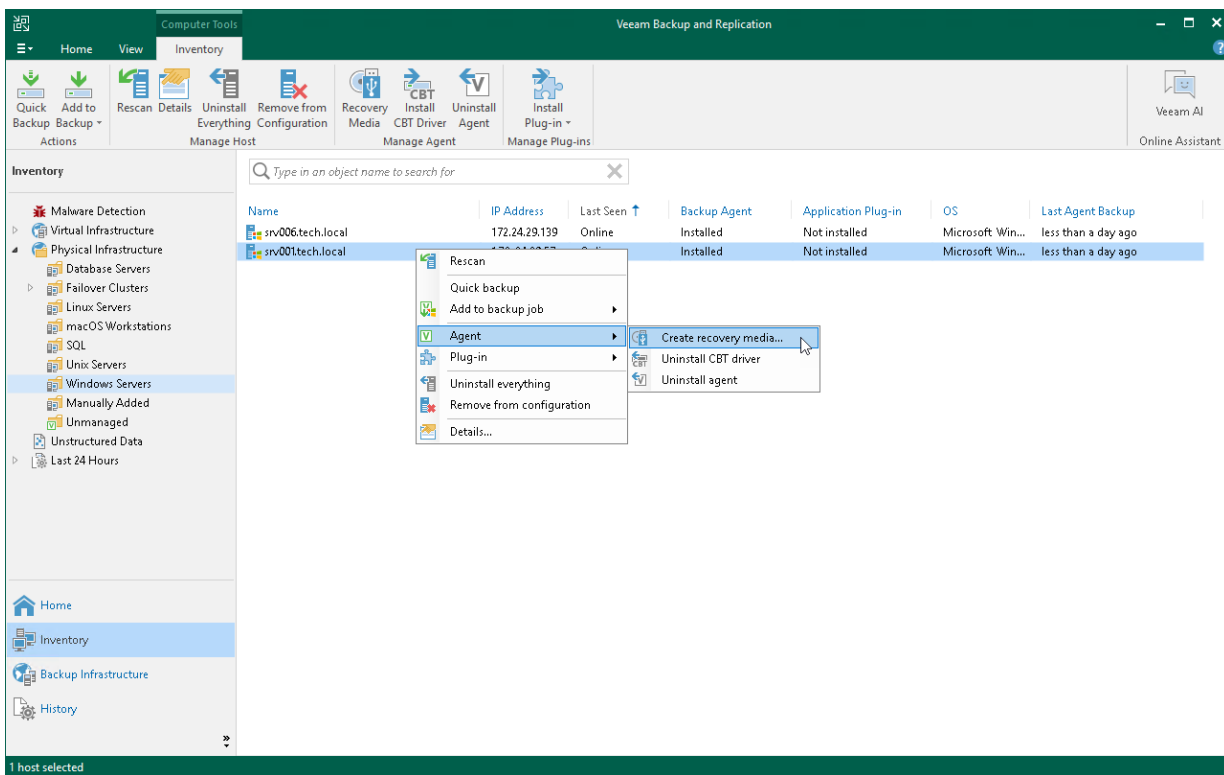 Computer Tools
Veeam Backup and Replication
Home View Inventory
Quick Backup
Add to Backup
Rescan
Details
Uninstall Everything
Remove from Configuration
Recovery Media
Install CBT Driver
Uninstall Agent
Install Plug-in
Veeam AI
Actions
Manage Host
Manage Agent
Manage Plug-ins
Online Assistant
Inventory
Type in an object name to search for
Malware Detection
Virtual Infrastructure
Physical Infrastructure
Database Servers
Failover Clusters
Linux Servers
macOS Workstations
SQL
Unix Servers
Windows Servers
Manually Added
Unmanaged
Unstructured Data
Last 24 Hours
Name IP Address Last Seen Backup Agent Application Plug-in OS Last Agent Backup
srv006.tech.local 172.24.29.139 Online Installed Not installed Microsoft Win... less than a day ago
srv001.tech.local Installed Not installed Microsoft Win... less than a day ago
Rescan
Quick backup
Add to backup job
Agent
Plug-in
Uninstall everything
Remove from configuration
Details...
Create recovery media...
Uninstall CBT driver
Uninstall agent
Home
Inventory
Backup Infrastructure
History
1 host selected